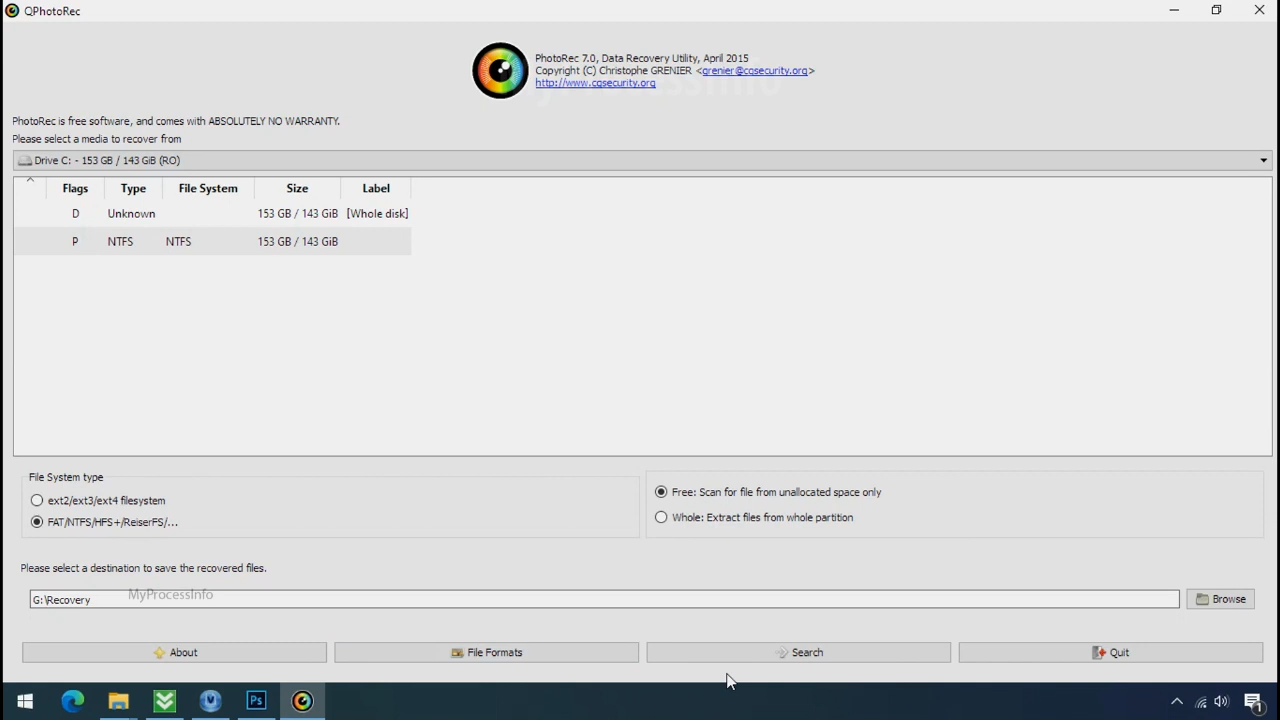 QPhotoRec
PhotoRec 7.0, Data Recovery Utility, April 2015
Copyright (C) Christophe GRENIER <grenier@cgsecurity.org>
http://www.cgsecurity.org
PhotoRec is free software, and comes with ABSOLUTELY NO WARRANTY.
Please select a media to recover from
Drive C: - 153 GB / 143 GiB (RO)
Flags Type File System Size Label
D Unknown 153 GB / 143 GiB [Whole disk]
P NTFS NTFS 153 GB / 143 GiB
File System type
ext2/ext3/ext4 filesystem
FAT/NTFS/HFS+/ReiserFS/...
Free: Scan for file from unallocated space only
Whole: Extract files from whole partition
Please select a destination to save the recovered files.
MyProcessInfo
G:\Recovery
Browse
About File Formats Search Quit
Ps
1